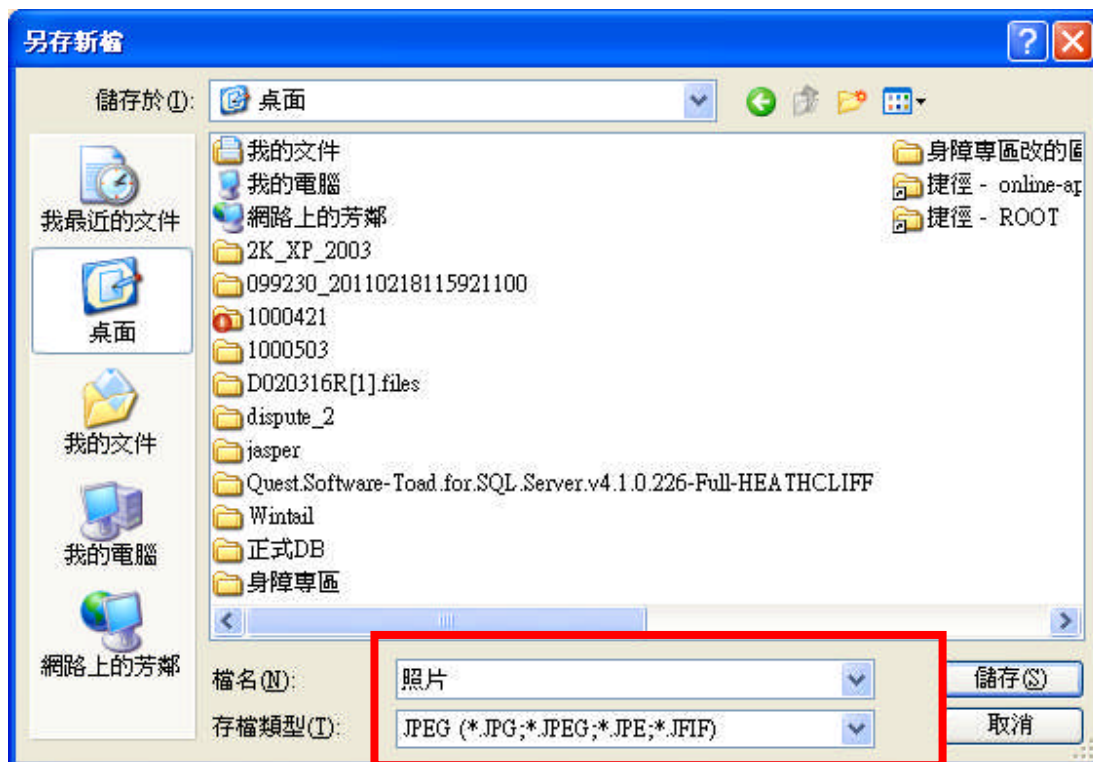 另存新檔
儲存於(I):
桌面
我最近的文件
桌面
我的文件
我的電腦
網路上的芳鄰
我的文件
我的電腦
網路上的芳鄰
2K_XP_2003
099230_20110218115921100
1000421
1000503
D020316R[1].files
dispute_2
jasper
Quest.Software-Toad.for.SQL.Server.v4.1.0.226-Full-HEATHCLIFF
Wintail
正式DB
身障專區
身障專區改的
捷徑 - online-ap
捷徑 - ROOT
檔名(N):
照片
儲存(S)
存檔類型(T):
JPEG (*.JPG;*.JPEG;*.JPE;*.JFIF)
取消